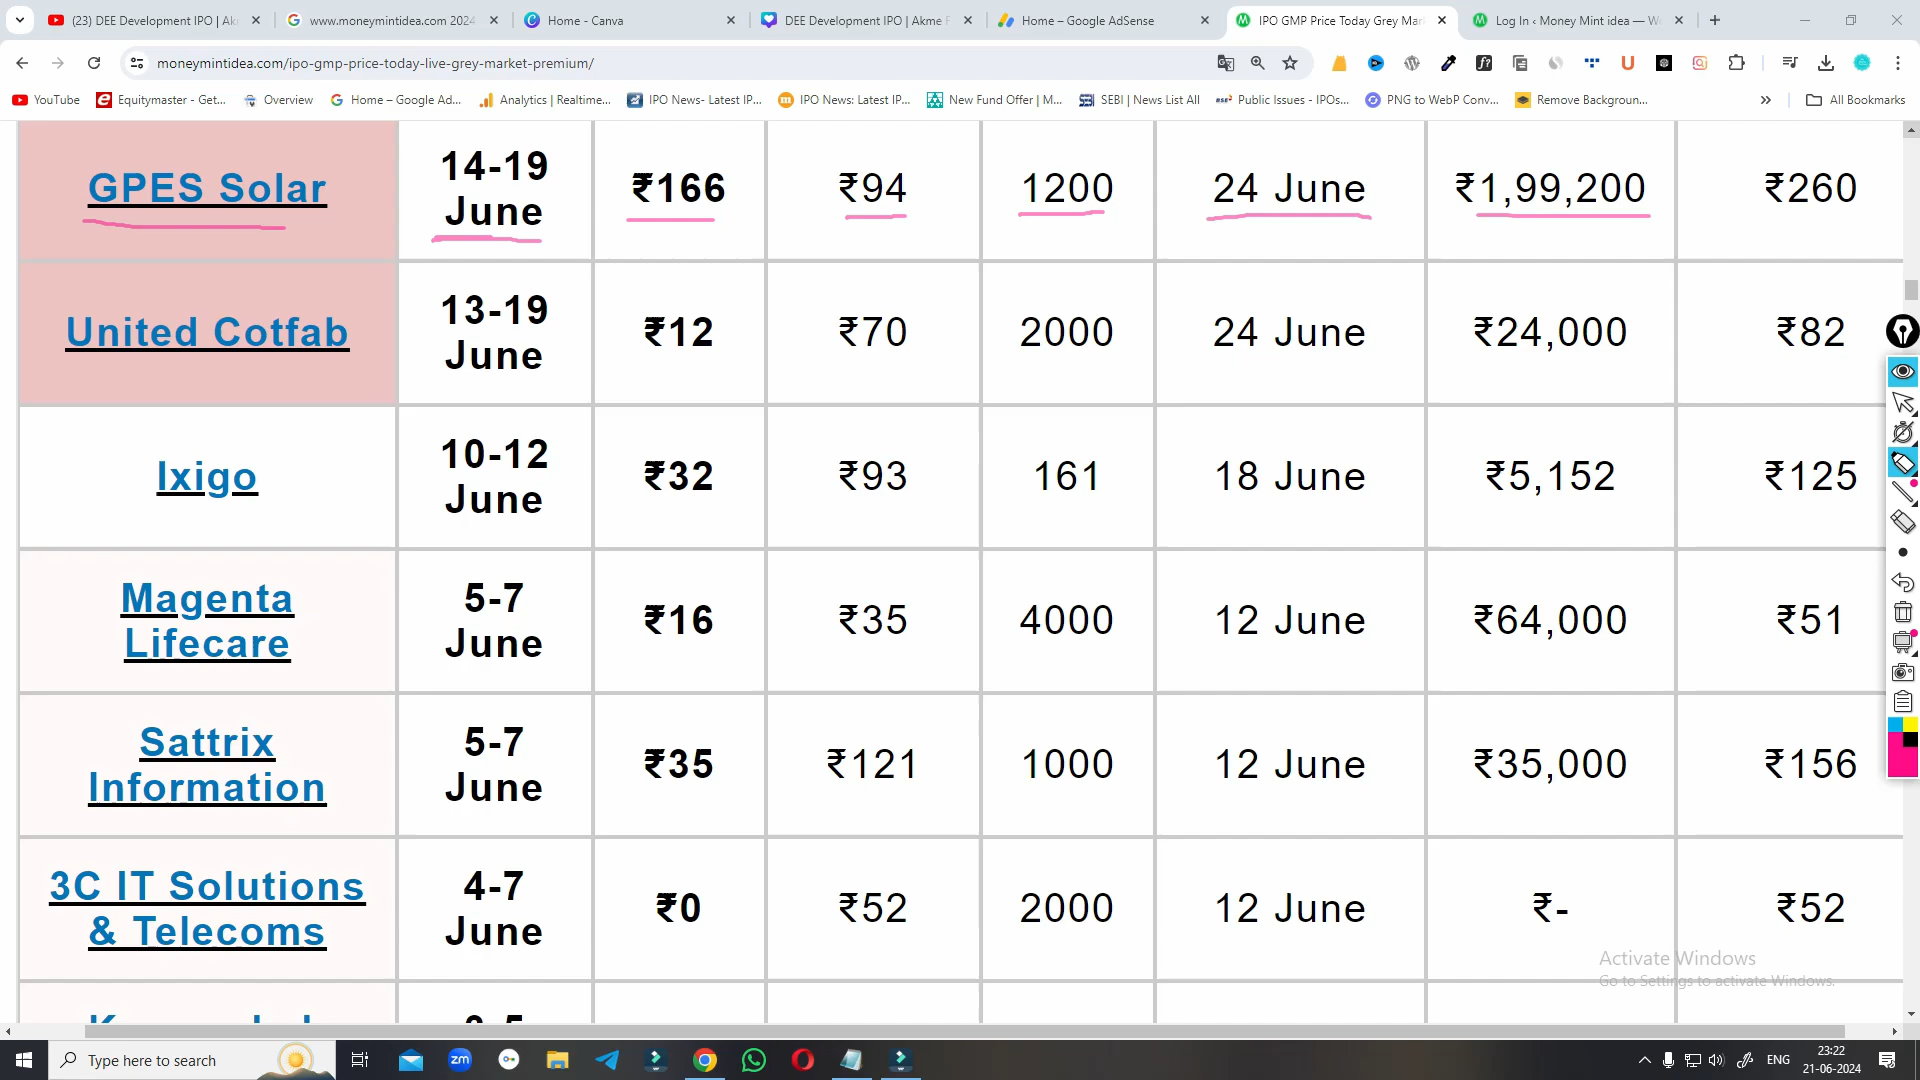 (23) DEE Development IPO | Ak
www.moneymintidea.com 2024
Home - Canva
DEE Development IPO | Akme F
Home – Google AdSense
IPO GMP Price Today Grey Mar
Log In ‹ Money Mint idea — W
moneymintidea.com/ipo-gmp-price-today-live-grey-market-premium/
YouTube
Equitymaster - Get...
Overview
Home – Google Ad...
Analytics | Realtime...
IPO News- Latest IP...
IPO News: Latest IP...
New Fund Offer | M...
SEBI | News List All
Public Issues - IPOs...
PNG to WebP Conv...
Remove Backgroun...
All Bookmarks
GPES Solar 14-19 June ₹166 ₹94 1200 24 June ₹1,99,200 ₹260
United Cotfab 13-19 June ₹12 ₹70 2000 24 June ₹24,000 ₹82
Ixigo 10-12 June ₹32 ₹93 161 18 June ₹5,152 ₹125
Magenta Lifecare 5-7 June ₹16 ₹35 4000 12 June ₹64,000 ₹51
Sattrix Information 5-7 June ₹35 ₹121 1000 12 June ₹35,000 ₹156
3C IT Solutions & Telecoms 4-7 June ₹0 ₹52 2000 12 June ₹- ₹52
Activate Windows
Go to Settings to activate Windows.
Type here to search
zm
ENG
23:22
21-06-2024